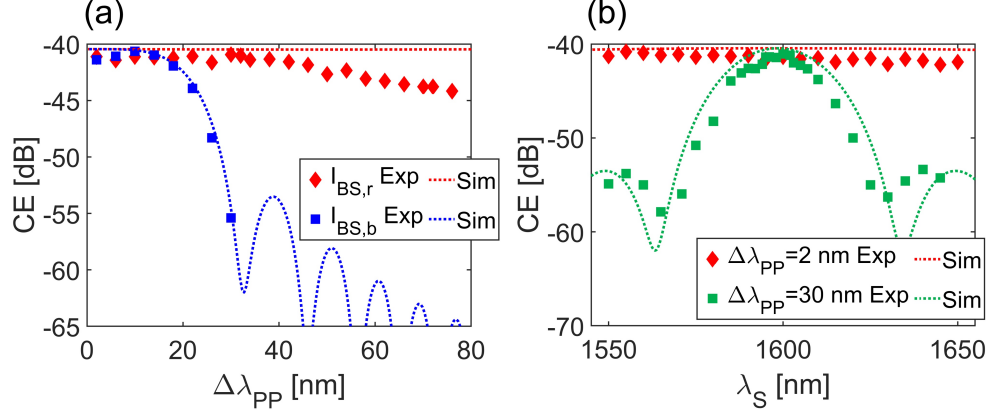 (a)
CE [dB]
-40
-45
-50
-55
-60
-65
0
20
40
60
80
Δλ_PP [nm]
I_BS,r Exp Sim
I_BS,b Exp Sim
(b)
CE [dB]
-40
-50
-60
-70
1550
1600
1650
λ_S [nm]
Δλ_PP=2 nm Exp Sim
Δλ_PP=30 nm Exp Sim